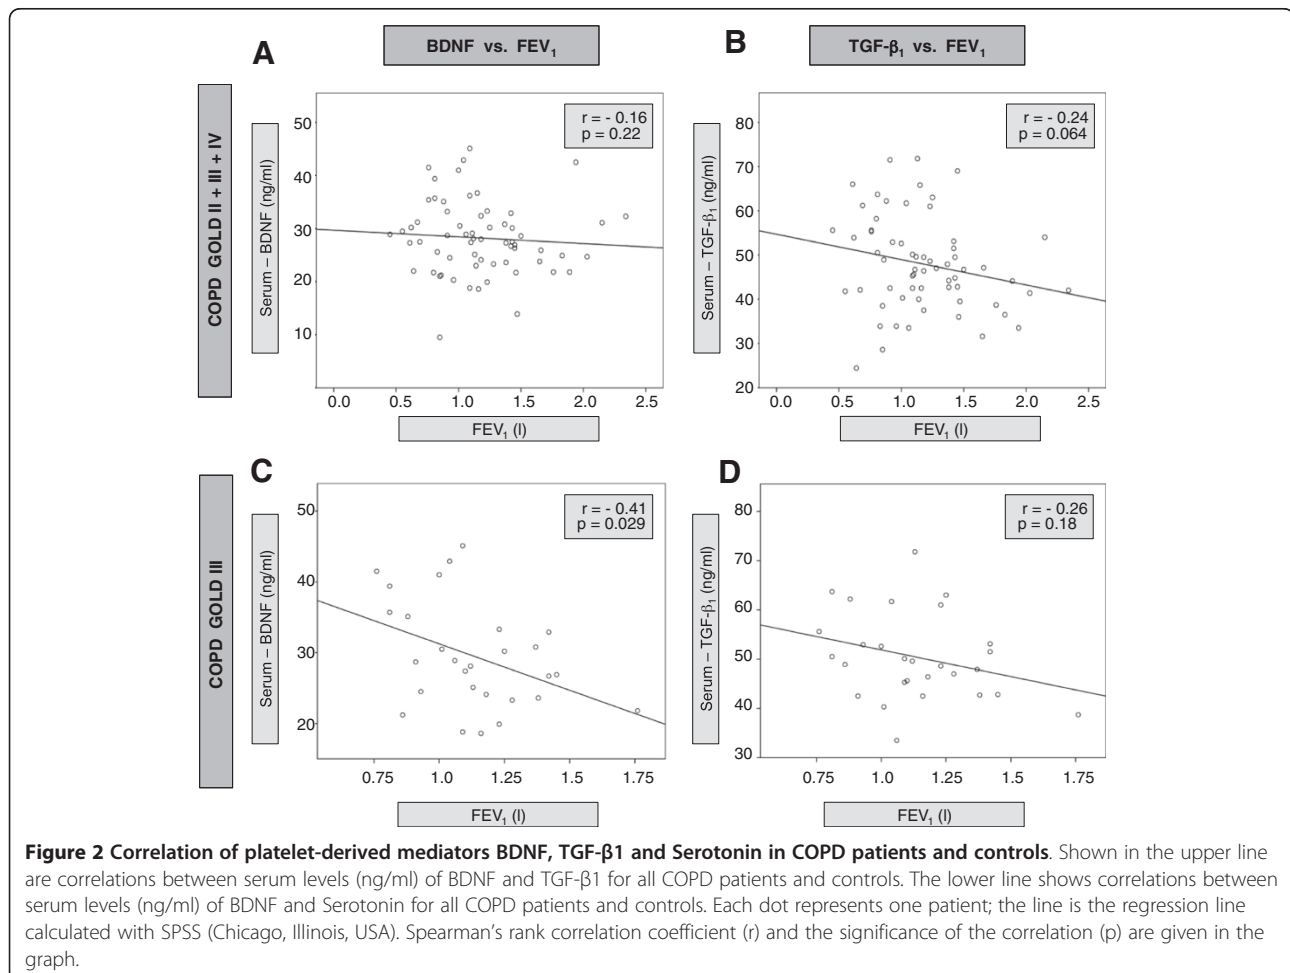 A
BDNF vs. FEV1
B
TGF-β1 vs. FEV1
COPD GOLD II + III + IV
Serum – BDNF (ng/ml)
50
40
30
20
10
r = - 0.16
p = 0.22
0.0 0.5 1.0 1.5 2.0 2.5
FEV1 (l)
Serum – TGF-β1 (ng/ml)
80
70
60
50
40
30
20
r = - 0.24
p = 0.064
0.0 0.5 1.0 1.5 2.0 2.5
FEV1 (l)
COPD GOLD III
C
Serum – BDNF (ng/ml)
50
40
30
20
r = - 0.41
p = 0.029
0.75 1.0 1.25 1.5 1.75
FEV1 (l)
D
Serum – TGF-β1 (ng/ml)
80
70
60
50
40
30
r = - 0.26
p = 0.18
0.75 1.0 1.25 1.5 1.75
FEV1 (l)
Figure 2 Correlation of platelet-derived mediators BDNF, TGF-β1 and Serotonin in COPD patients and controls. Shown in the upper line
are correlations between serum levels (ng/ml) of BDNF and TGF-β1 for all COPD patients and controls. The lower line shows correlations between
serum levels (ng/ml) of BDNF and Serotonin for all COPD patients and controls. Each dot represents one patient; the line is the regression line
calculated with SPSS (Chicago, Illinois, USA). Spearman's rank correlation coefficient (r) and the significance of the correlation (p) are given in the
graph.